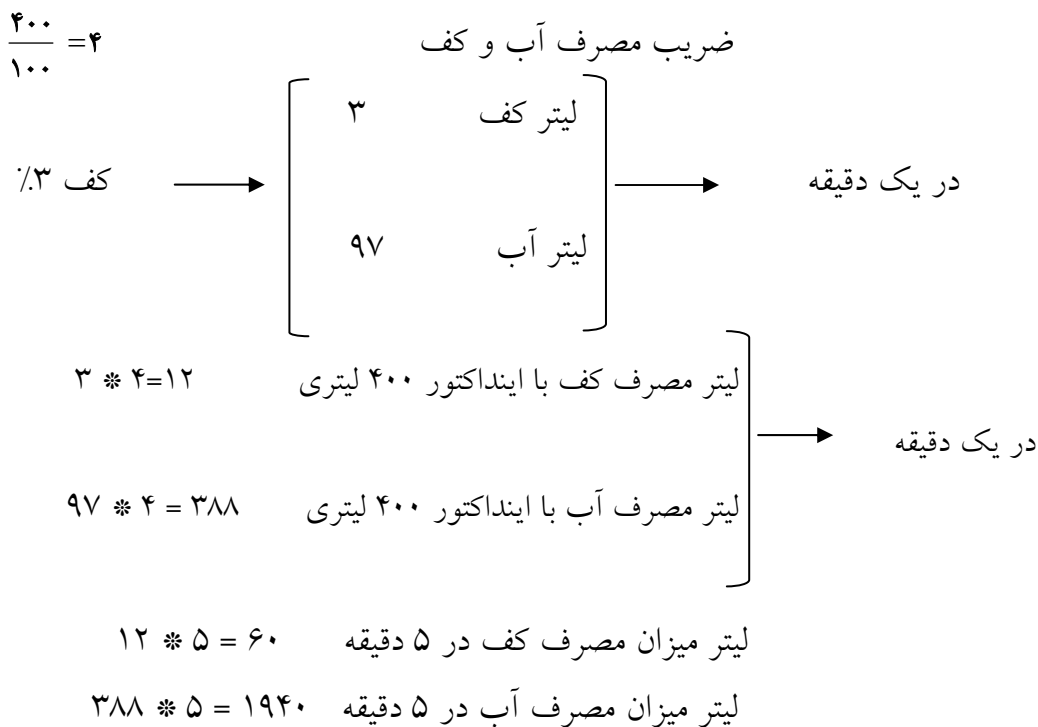 ضریب مصرف آب و کف ۴۰۰/۱۰۰ = ۴
لیتر کف ۳
در یک دقیقه
کف ۳٪
لیتر آب ۹۷
لیتر مصرف کف با اینداکتور ۴۰۰ لیتری ۳ * ۴=۱۲
در یک دقیقه
لیتر مصرف آب با اینداکتور ۴۰۰ لیتری ۹۷ * ۴ = ۳۸۸
لیتر میزان مصرف کف در ۵ دقیقه ۱۲ * ۵ = ۶۰
لیتر میزان مصرف آب در ۵ دقیقه ۳۸۸ * ۵ = ۱۹۴۰